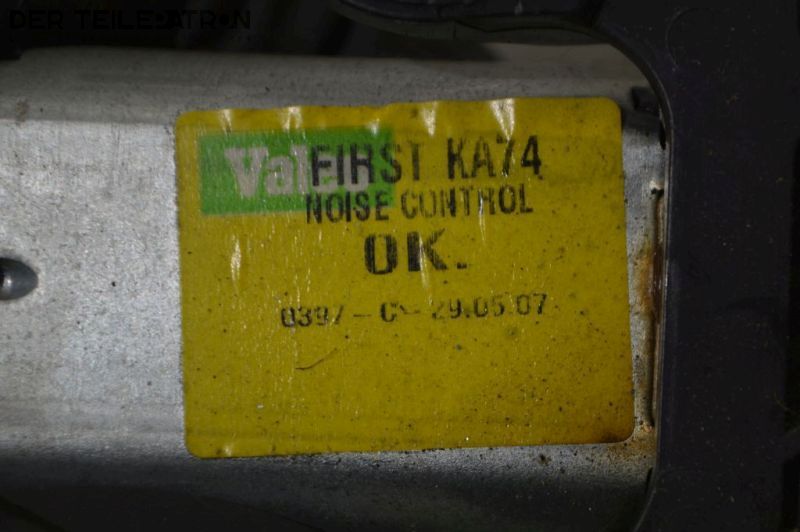 DER TEILEPATRON
Valeo FIRST KA74
NOISE CONTROL
OK.
0397-C-29.05.07